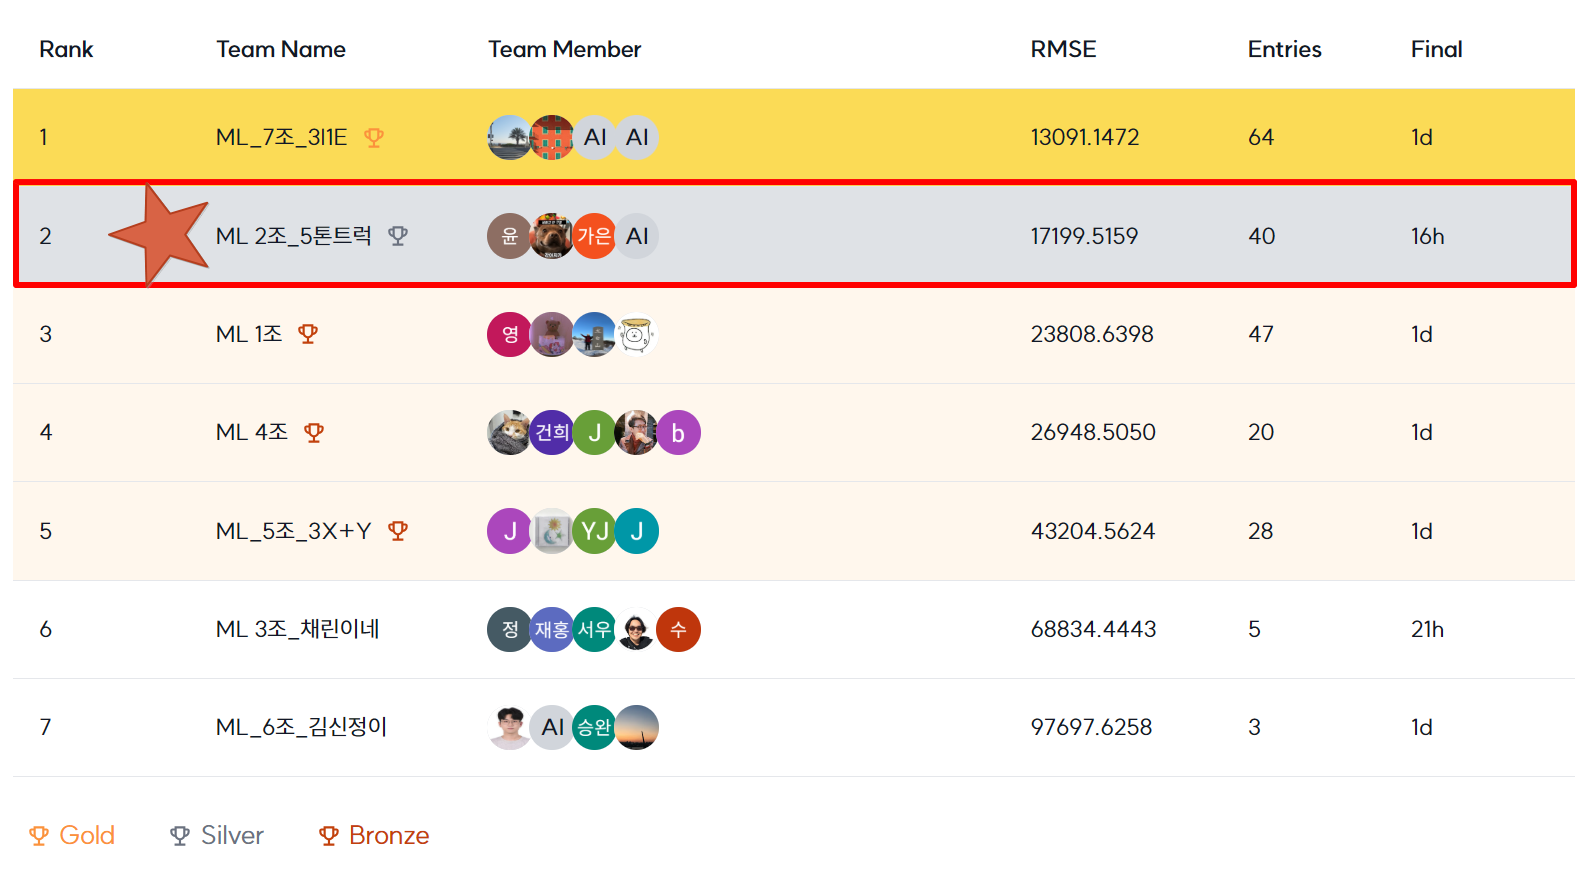 Rank Team Name Team Member RMSE Entries Final
1 ML_7조_3I1E AI AI 13091.1472 64 1d
2 ML 2조_5톤트럭 윤 가은 AI 17199.5159 40 16h
3 ML 1조 영 23808.6398 47 1d
4 ML 4조 건희 J b 26948.5050 20 1d
5 ML_5조_3X+Y J YJ J 43204.5624 28 1d
6 ML 3조_채린이네 정 재홍 서우 수 68834.4443 5 21h
7 ML_6조_김신정이 AI 승완 97697.6258 3 1d
Gold Silver Bronze